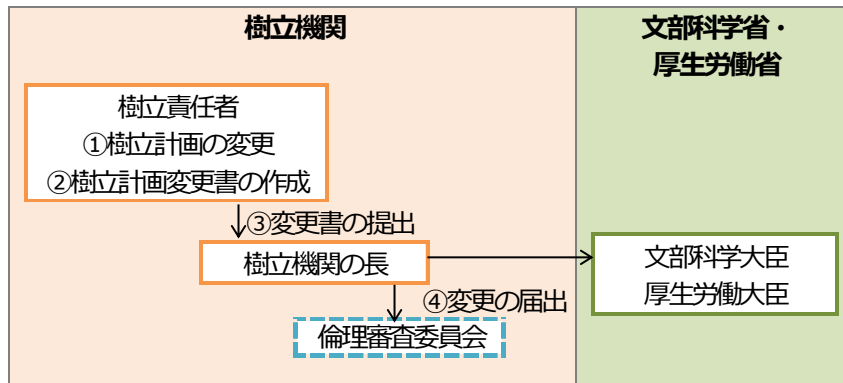 樹立機関
文部科学省・
厚生労働省
樹立責任者
①樹立計画の変更
②樹立計画変更書の作成
③変更書の提出
樹立機関の長
文部科学大臣
厚生労働大臣
④変更の届出
倫理審査委員会